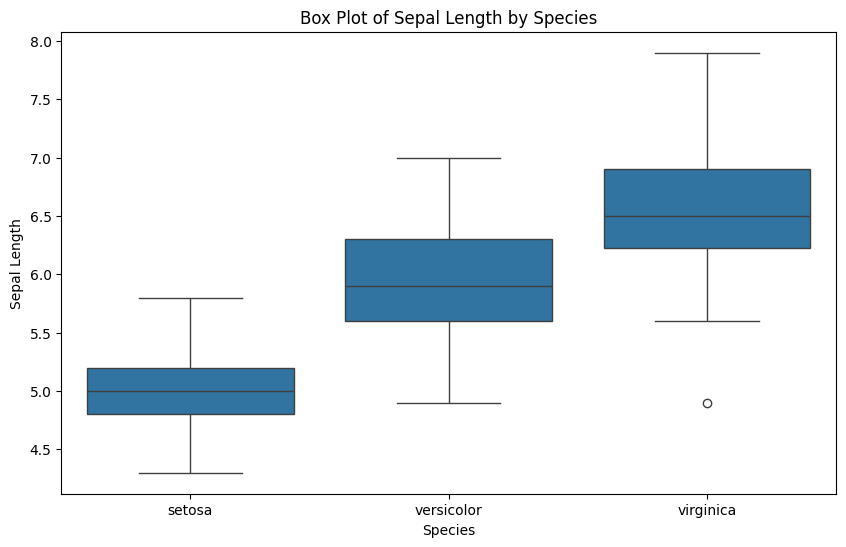 Box Plot of Sepal Length by Species
8.0
7.5
7.0
6.5
6.0
5.5
5.0
4.5
Sepal Length
setosa
versicolor
virginica
Species